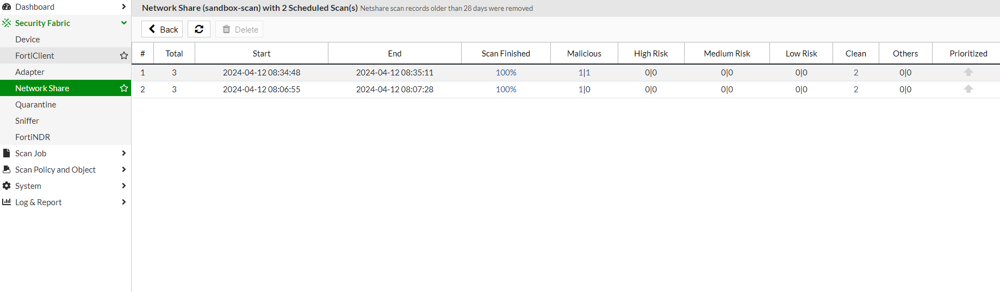 Dashboard
Security Fabric
Device
FortiClient
Adapter
Network Share
Quarantine
Sniffer
FortiNDR
Scan Job
Scan Policy and Object
System
Log & Report
Network Share (sandbox-scan) with 2 Scheduled Scan(s) Netshare scan records older than 28 days were removed
Back Delete
# Total Start End Scan Finished Malicious High Risk Medium Risk Low Risk Clean Others Prioritized
1 3 2024-04-12 08:34:48 2024-04-12 08:35:11 100% 1|1 0|0 0|0 0|0 2 0|0
2 3 2024-04-12 08:06:55 2024-04-12 08:07:28 100% 1|0 0|0 0|0 0|0 2 0|0